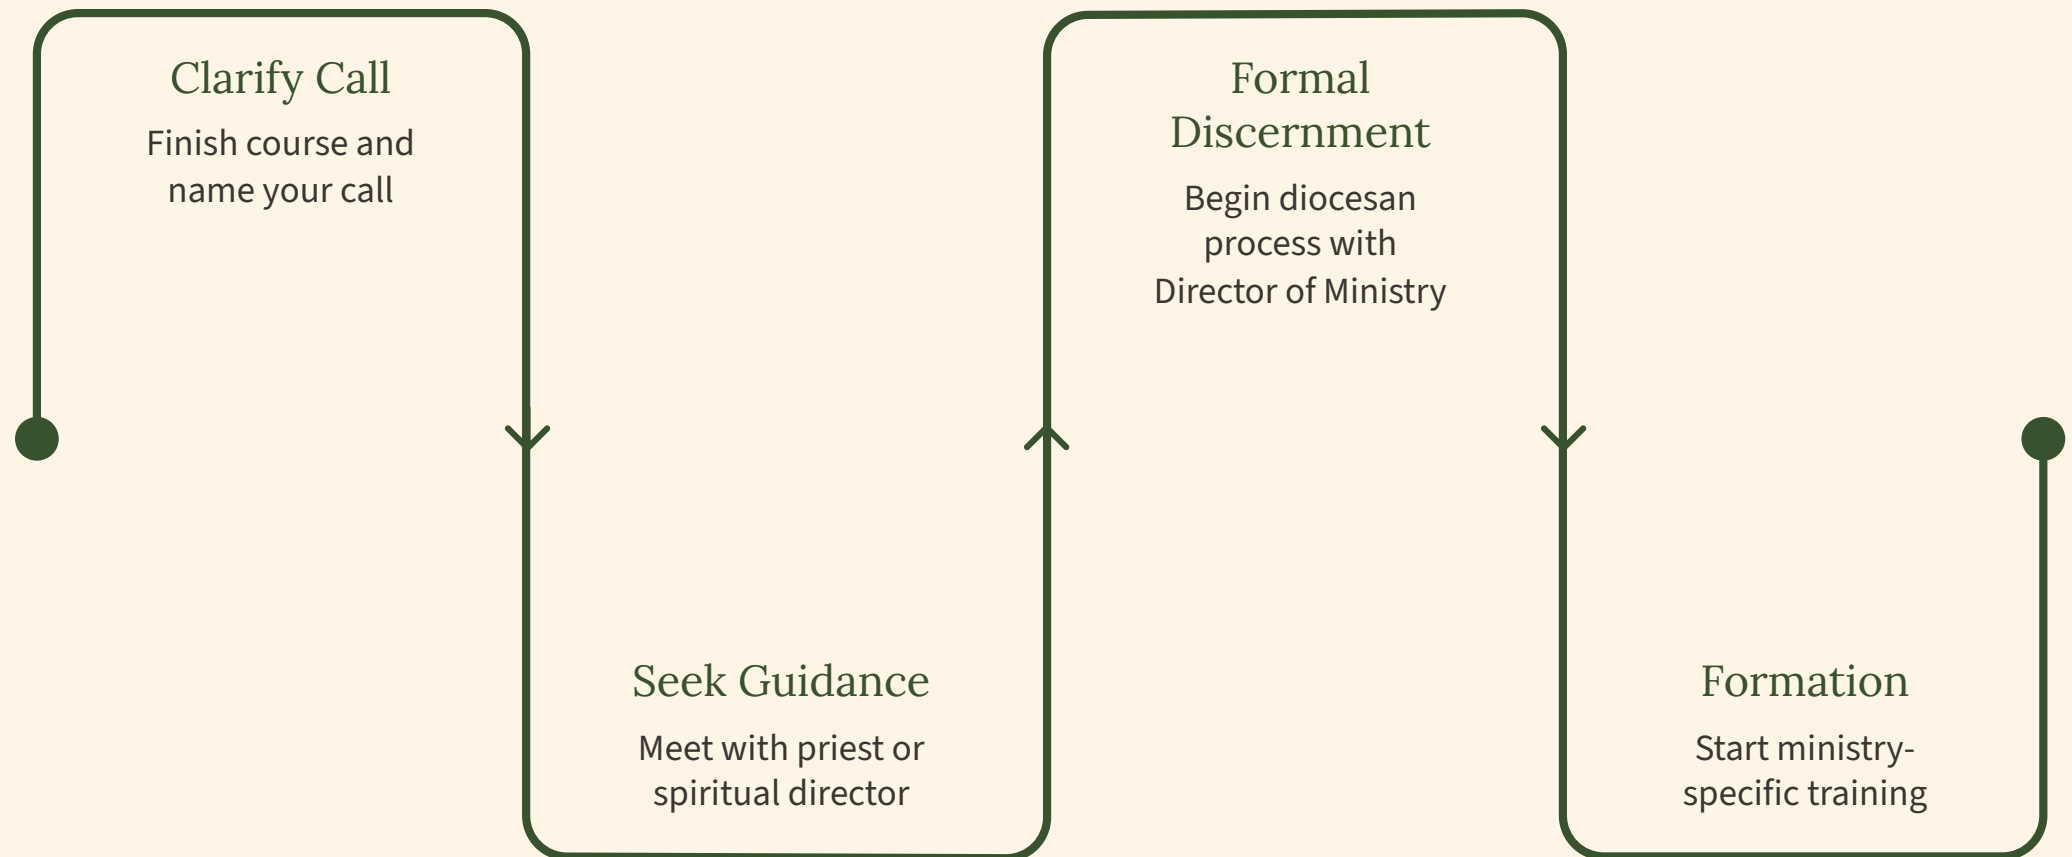 Clarify Call
Finish course and
name your call
Seek Guidance
Meet with priest or
spiritual director
Formal
Discernment
Begin diocesan
process with
Director of Ministry
Formation
Start ministry-
specific training